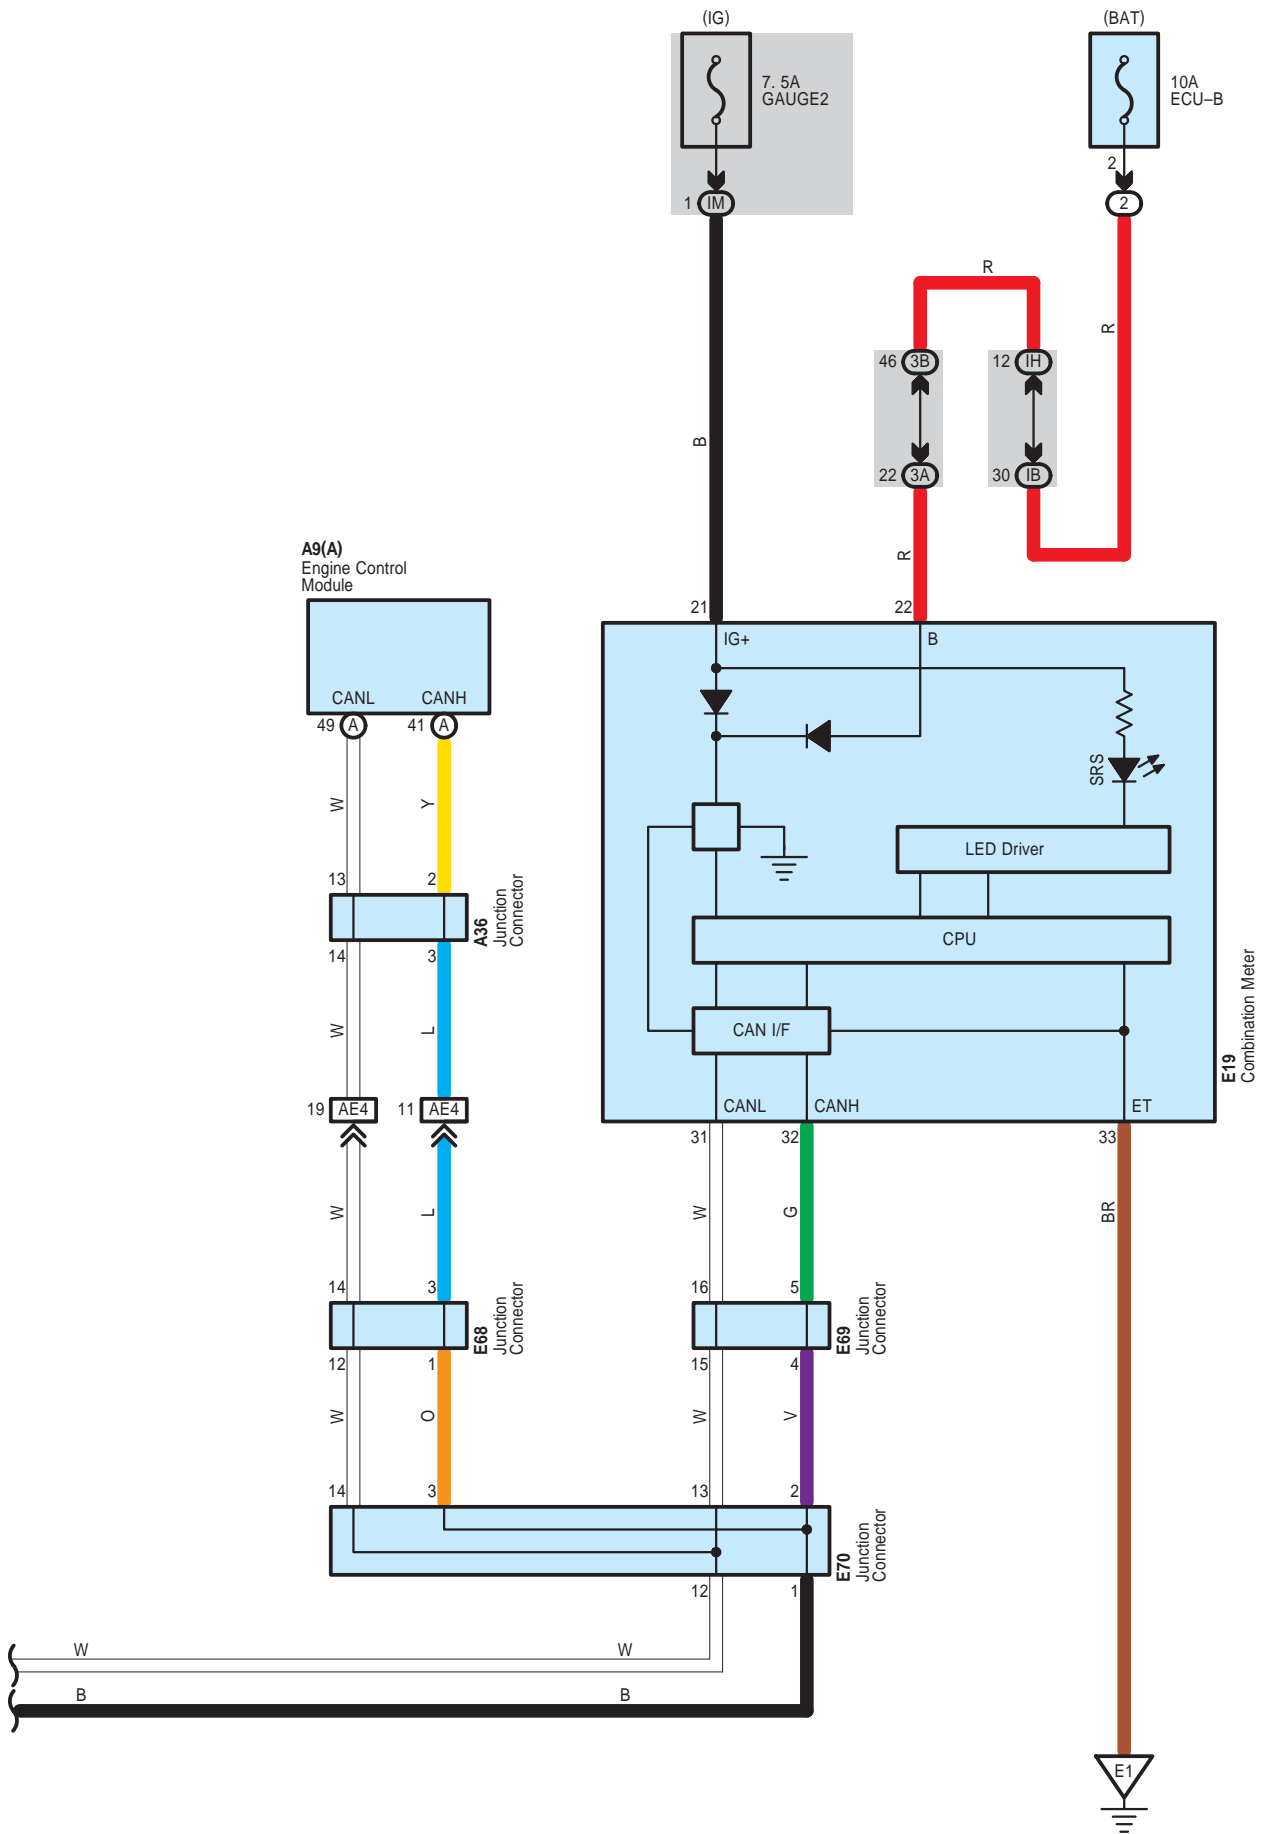 (IG)
(BAT)
7. 5A
GAUGE2
10A
ECU–B
2
1
IM
2
R
R
46
3B
12
IH
B
22
3A
30
IB
A9(A)
Engine Control
Module
R
21
22
IG+
B
CANL
CANH
49
A
41
A
SRS
W
Y
LED Driver
13
2
A36
Junction
Connector
CPU
14
3
W
L
CAN I/F
E19
Combination Meter
19
AE4
11
AE4
CANL
CANH
ET
31
32
33
W
L
W
G
BR
14
3
16
5
E68
Junction
Connector
E69
Junction
Connector
12
1
15
4
W
O
W
V
14
3
13
2
E70
Junction
Connector
12
1
W
W
B
B
E1